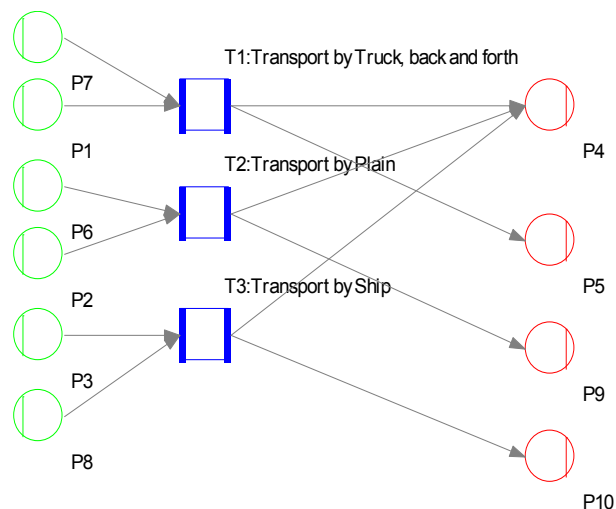 T1:Transport by Truck, back and forth
P7
P1
P4
T2:Transport by Plain
P6
P5
T3:Transport by Ship
P2
P3
P9
P8
P10